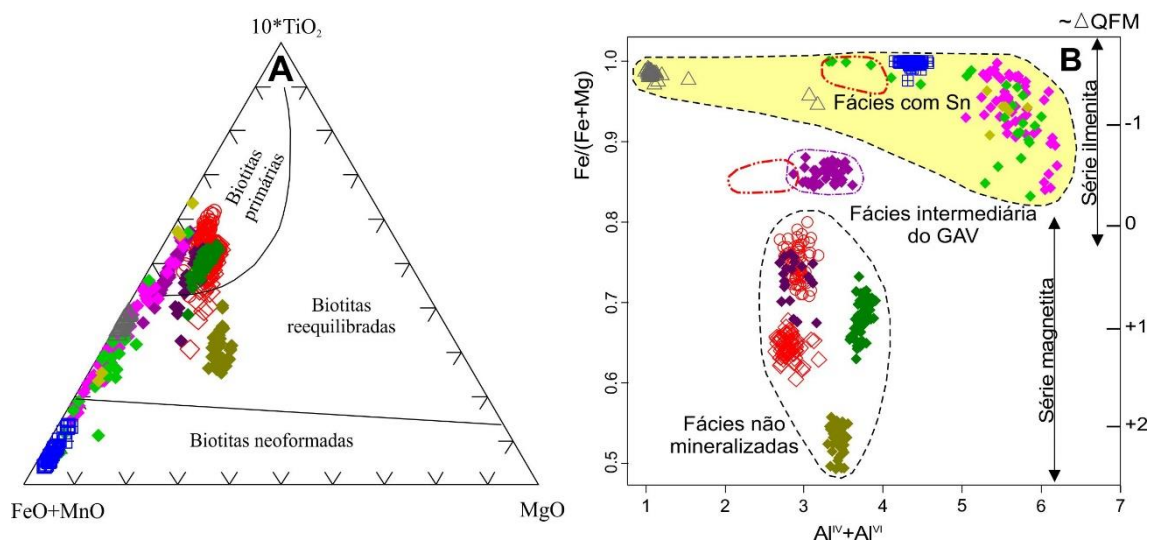 10*TiO₂
A
Biotitas
primárias
Biotitas
reequilibradas
Biotitas neoformadas
FeO+MnO
MgO
~△QFM
B
Fe/(Fe+Mg)
1.0
0.9
0.8
0.7
0.6
0.5
Fácies com Sn
Fácies intermediária
do GAV
Fácies não
mineralizadas
Série ilmenita
Série magnetita
-1
0
+1
+2
1 2 3 4 5 6 7
Alᴵⱽ+Alⱽᴵ